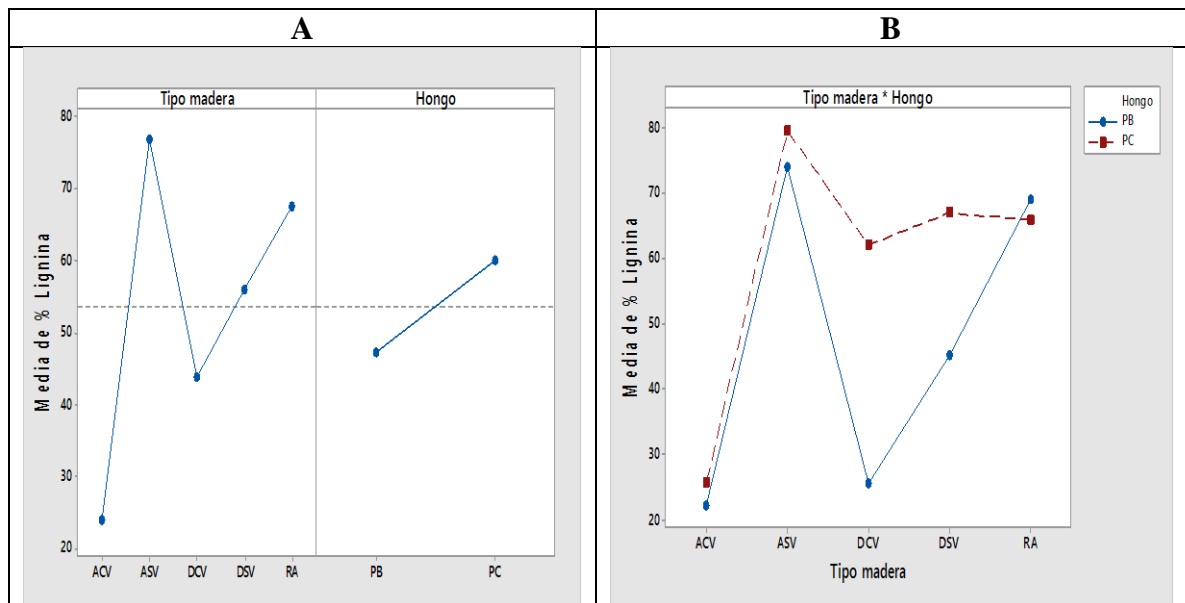 A
B
Tipo madera
Hongo
Media de % Lignina
80
70
60
50
40
30
20
ACV ASV DCV DSV RA PB PC
Tipo madera * Hongo
Media de % Lignina
80
70
60
50
40
30
20
ACV ASV DCV DSV RA
Tipo madera
Hongo
PB
PC